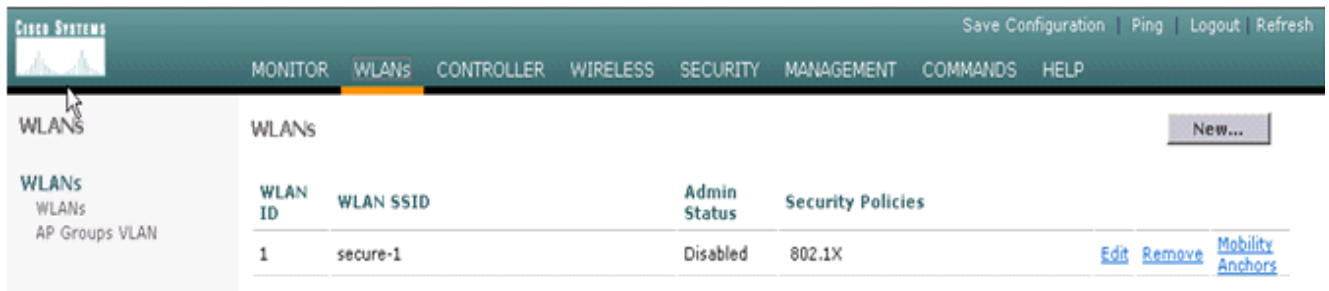 CISCO SYSTEMS
Save Configuration | Ping | Logout | Refresh
MONITOR WLANs CONTROLLER WIRELESS SECURITY MANAGEMENT COMMANDS HELP
WLANs
WLANs
WLANs
AP Groups VLAN
WLANs
New...
WLAN ID WLAN SSID Admin Status Security Policies
1 secure-1 Disabled 802.1X Edit Remove Mobility Anchors